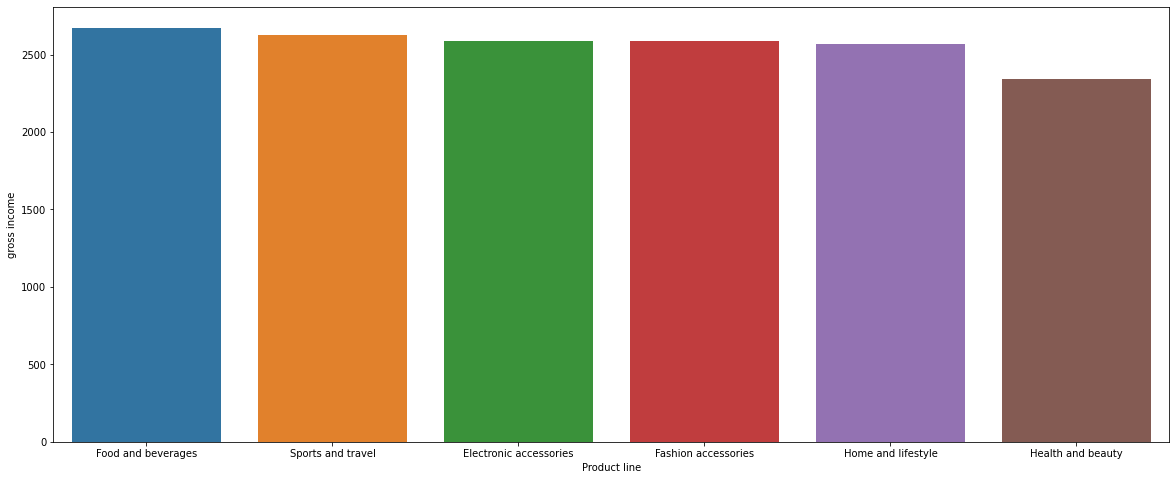 2500
2000
1500
1000
500
0
gross income
Food and beverages
Sports and travel
Electronic accessories
Fashion accessories
Home and lifestyle
Health and beauty
Product line